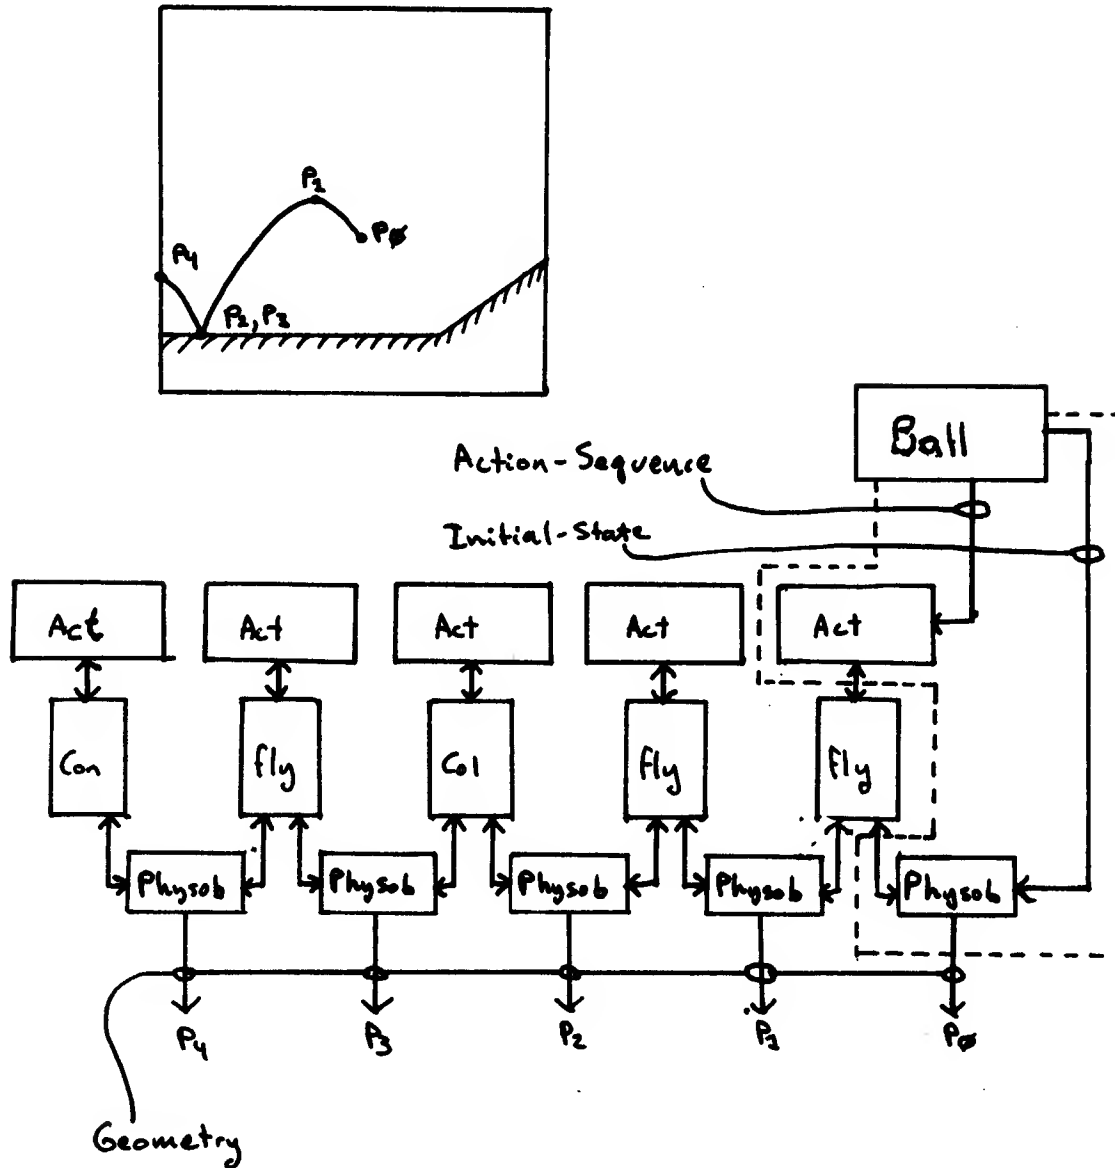 P1
PØ
P4
P2, P3
Ball
Action-Sequence
Initial-State
Act Act Act Act Act
Con Fly Col Fly Fly
Physob Physob Physob Physob Physob
P4 P3 P2 P1 PØ
Geometry